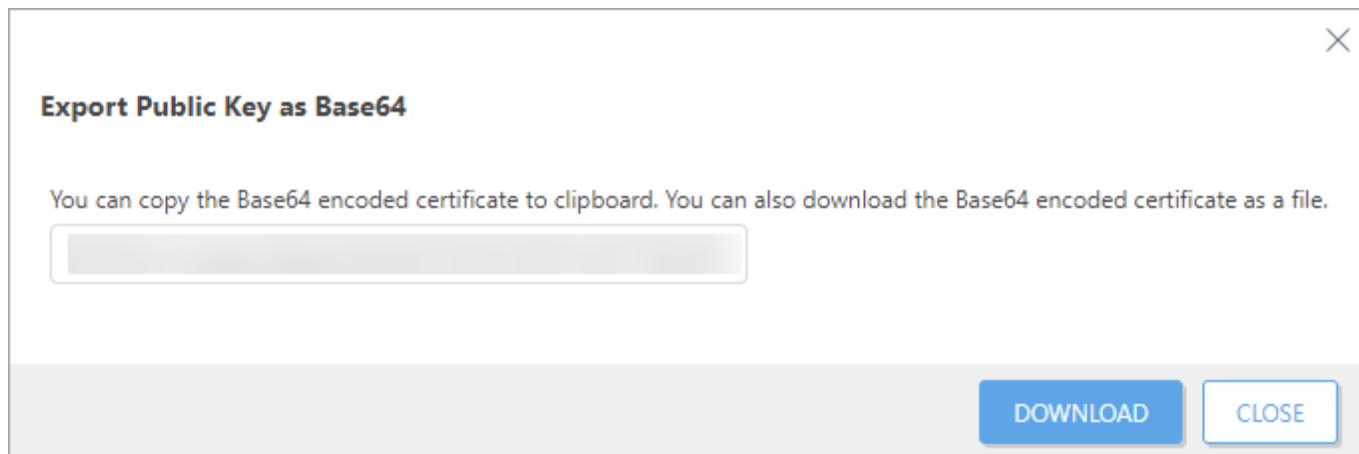 Export Public Key as Base64
You can copy the Base64 encoded certificate to clipboard. You can also download the Base64 encoded certificate as a file.
DOWNLOAD
CLOSE